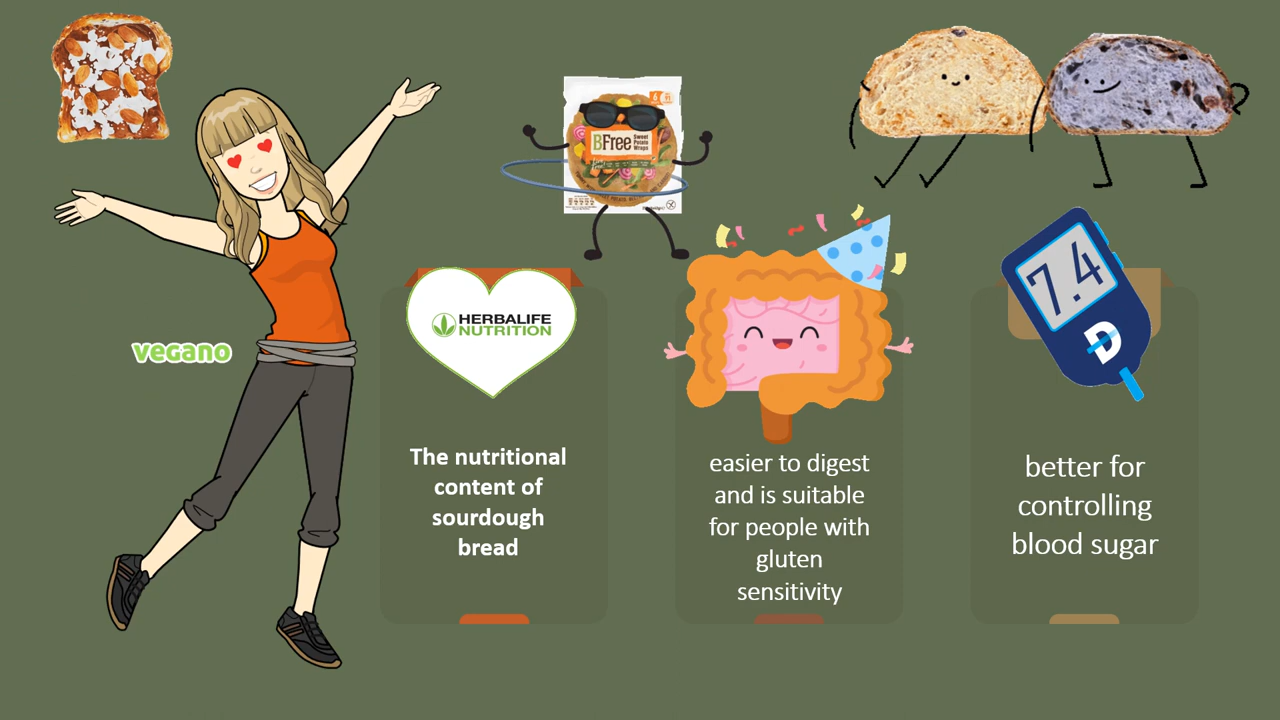 BFree
Sweet
Potato
Wraps
vegano
HERBALIFE
NUTRITION
The nutritional
content of
sourdough
bread
easier to digest
and is suitable
for people with
gluten
sensitivity
7.4
D
better for
controlling
blood sugar